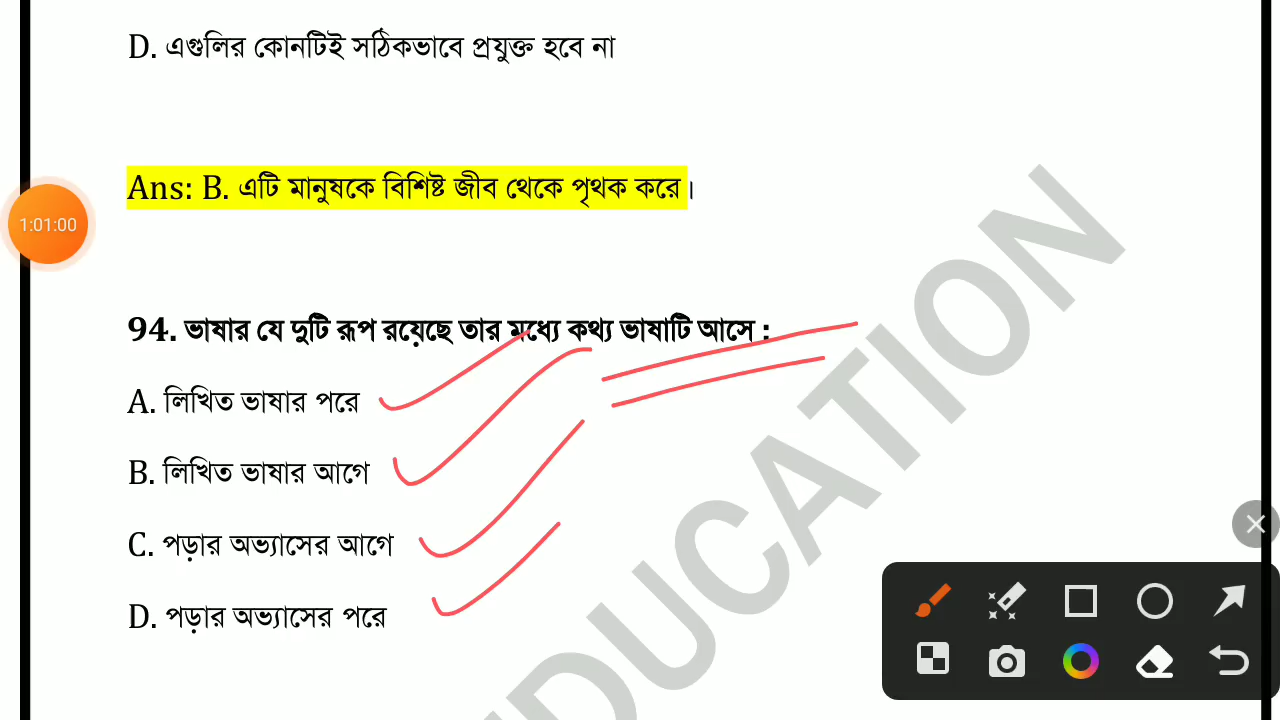 D. এগুলির কোনটিই সঠিকভাবে প্রযুক্ত হবে না
Ans: B. এটি মানুষকে বিশিষ্ট জীব থেকে পৃথক করে।
1:01:00
94. ভাষার যে দুটি রূপ রয়েছে তার মধ্যে কথ্য ভাষাটি আসে :
A. লিখিত ভাষার পরে
B. লিখিত ভাষার আগে
C. পড়ার অভ্যাসের আগে
D. পড়ার অভ্যাসের পরে
EDUCATION